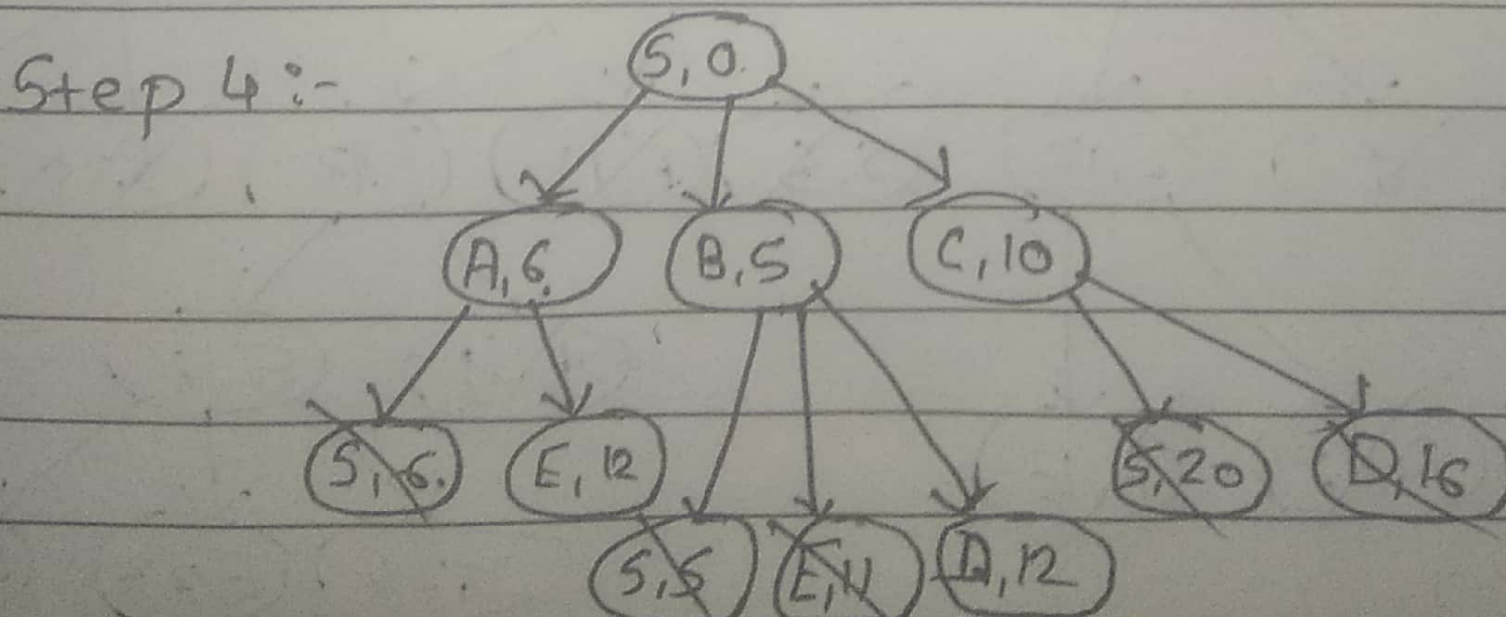 Step 4:-
S,0
A,6 B,5 C,10
S,6 E,12 S,20 D,16
S,5 E,11 D,12